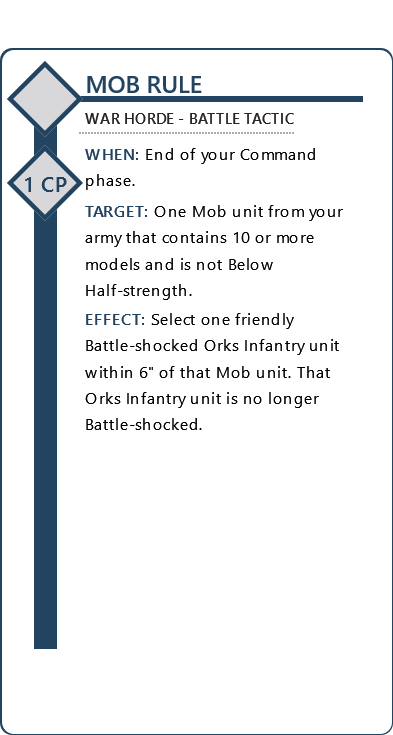 MOB RULE
WAR HORDE - BATTLE TACTIC
WHEN: End of your Command
phase.
1 CP
TARGET: One Mob unit from your
army that contains 10 or more
models and is not Below
Half-strength.
EFFECT: Select one friendly
Battle-shocked Orks Infantry unit
within 6" of that Mob unit. That
Orks Infantry unit is no longer
Battle-shocked.